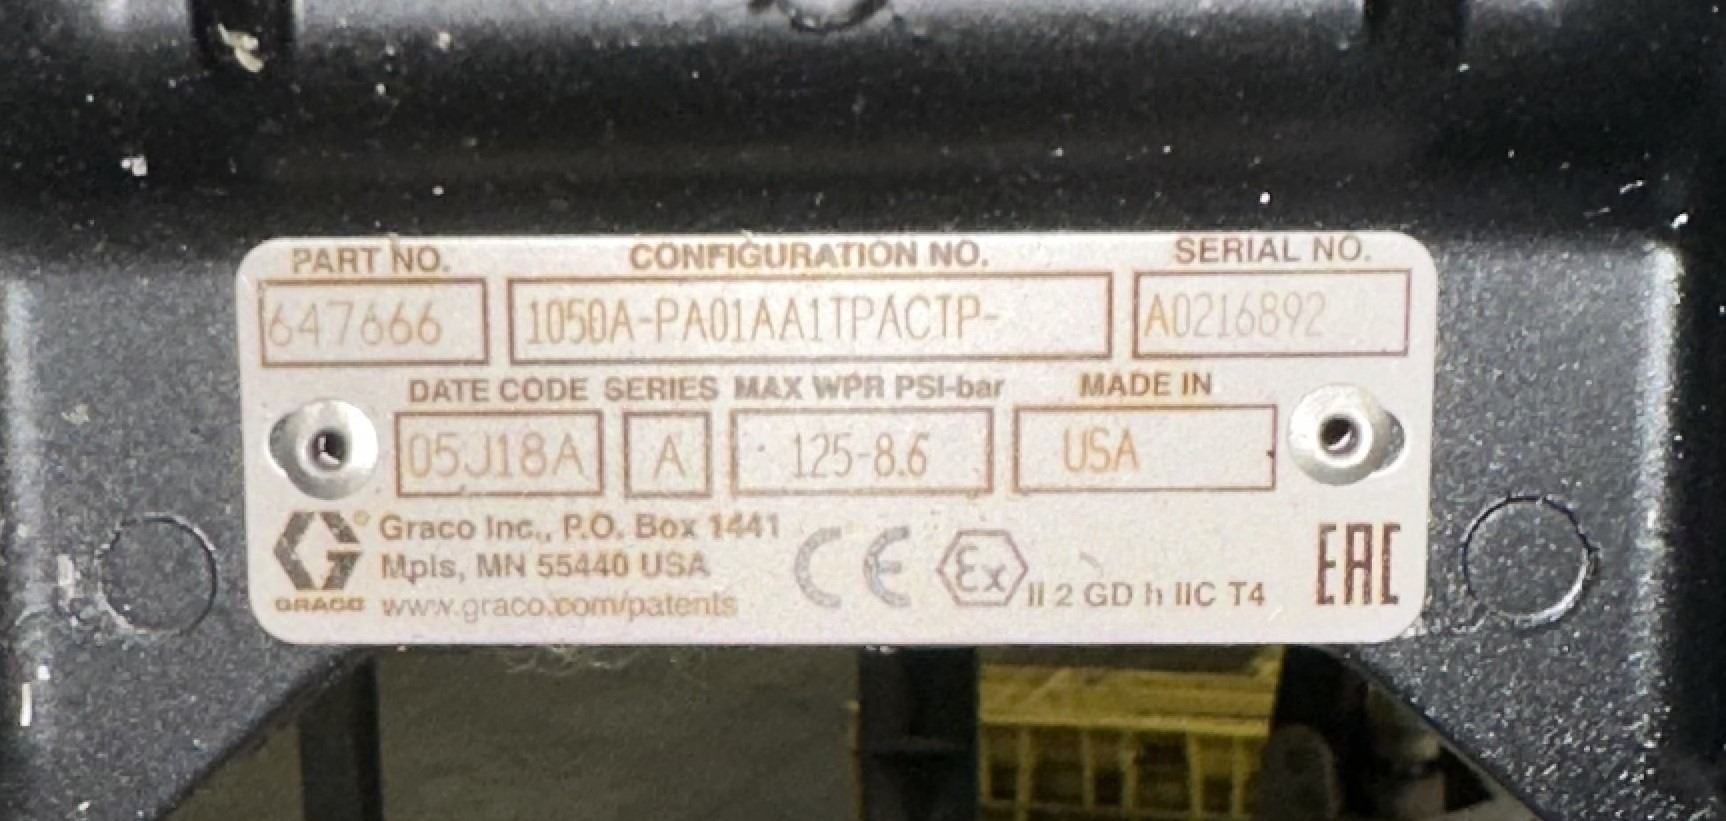 PART NO. CONFIGURATION NO. SERIAL NO.
647666 1050A-PA01AA1TPACTP- A0216892
DATE CODE SERIES MAX WPR PSI-bar MADE IN
05J18A A 125-8.6 USA
GRACO
® Graco Inc., P.O. Box 1441
Mpls, MN 55440 USA
www.graco.com/patents
CE Ex II 2 GD h IIC T4 EAC